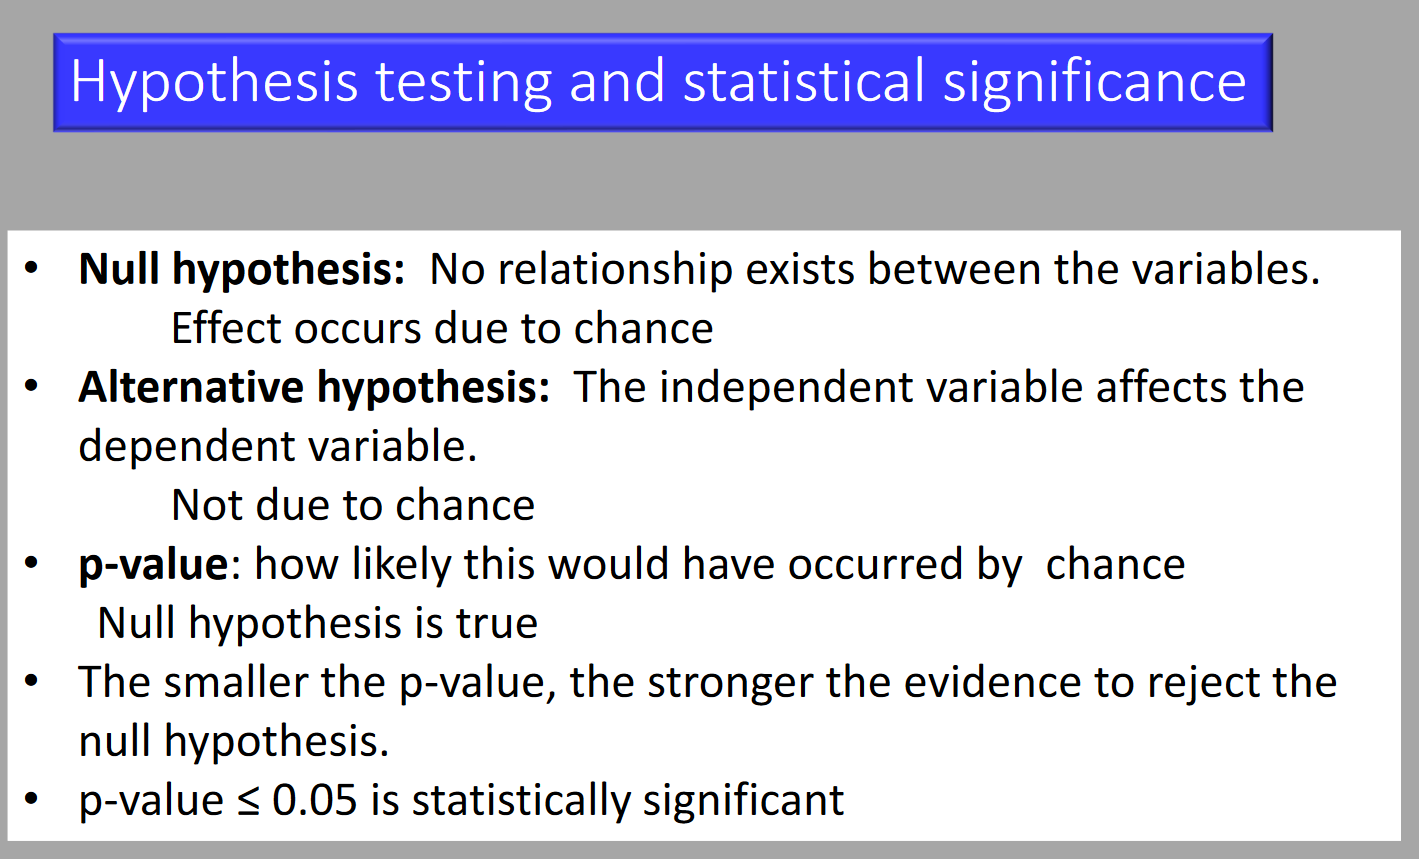 Hypothesis testing and statistical significance
• Null hypothesis: No relationship exists between the variables.
Effect occurs due to chance
• Alternative hypothesis: The independent variable affects the
dependent variable.
Not due to chance
• p-value: how likely this would have occurred by chance
Null hypothesis is true
• The smaller the p-value, the stronger the evidence to reject the
null hypothesis.
• p-value ≤ 0.05 is statistically significant